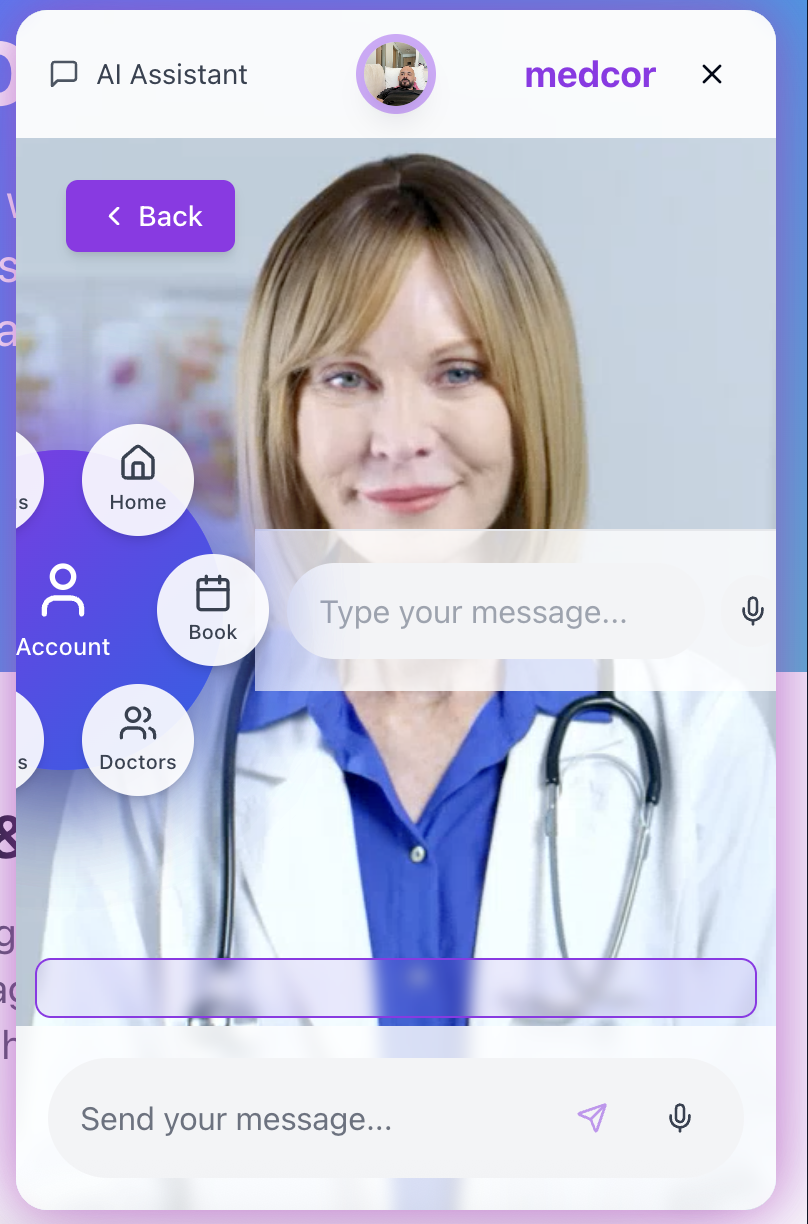 AI Assistant
medcor
Back
s
Home
Account
Book
Type your message...
s
Doctors
&
Send your message...